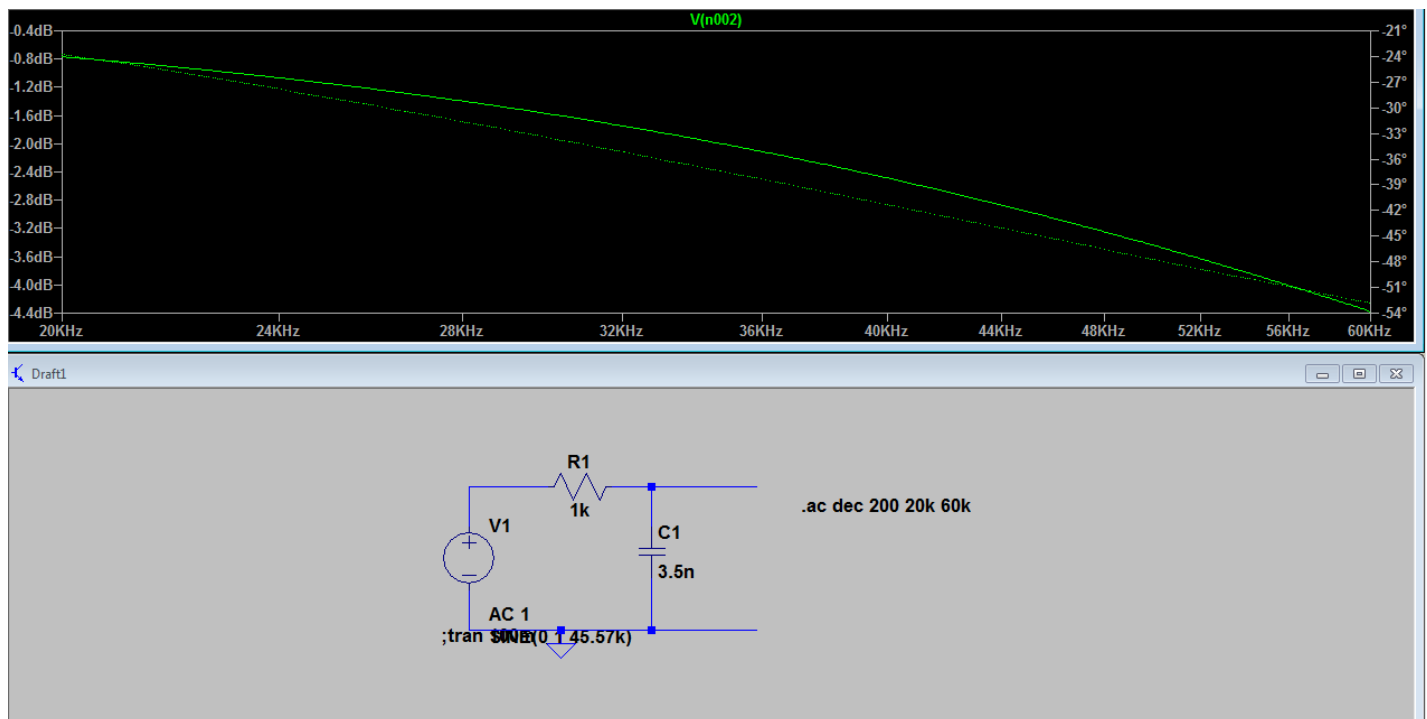 V(n002)
-0.4dB
-0.8dB
-1.2dB
-1.6dB
-2.0dB
-2.4dB
-2.8dB
-3.2dB
-3.6dB
-4.0dB
-4.4dB
-21°
-24°
-27°
-30°
-33°
-36°
-39°
-42°
-45°
-48°
-51°
-54°
20KHz 24KHz 28KHz 32KHz 36KHz 40KHz 44KHz 48KHz 52KHz 56KHz 60KHz
Draft1
R1
1k
.ac dec 200 20k 60k
V1
C1
3.5n
AC 1
;tran
SINE(0 1 45.57k)